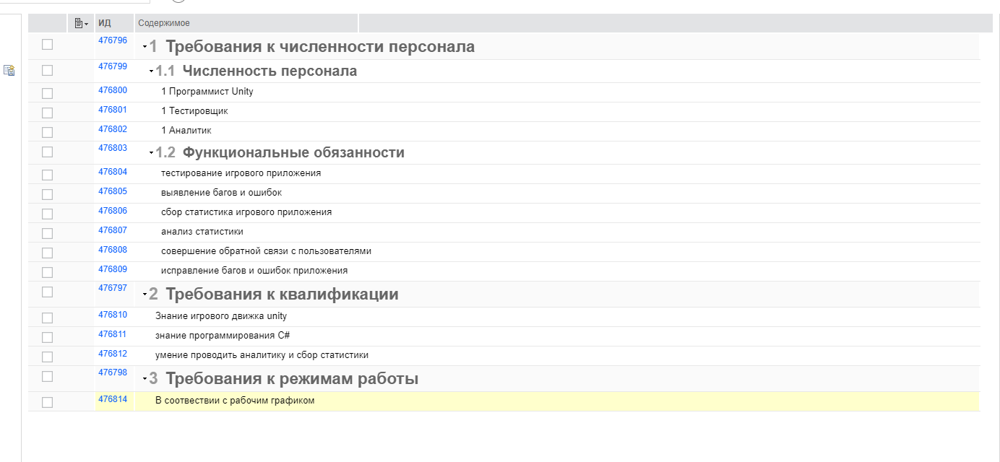 ИД Содержимое
476796 1 Требования к численности персонала
476799 1.1 Численность персонала
476800 1 Программист Unity
476801 1 Тестировщик
476802 1 Аналитик
476803 1.2 Функциональные обязанности
476804 тестирование игрового приложения
476805 выявление багов и ошибок
476806 сбор статистика игрового приложения
476807 анализ статистики
476808 совершение обратной связи с пользователями
476809 исправление багов и ошибок приложения
476797 2 Требования к квалификации
476810 Знание игрового движка unity
476811 знание программирования C#
476812 умение проводить аналитику и сбор статистики
476798 3 Требования к режимам работы
476814 В соотвествии с рабочим графиком